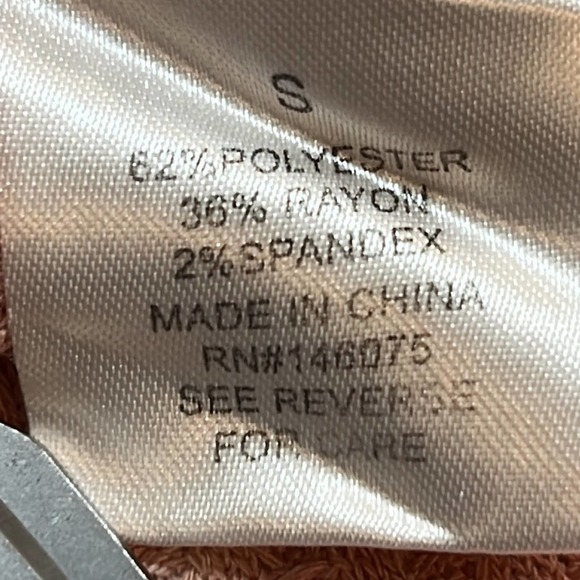 S
62%POLYESTER
36% RAYON
2%SPANDEX
MADE IN CHINA
RN#146075
SEE REVERSE
FOR CARE